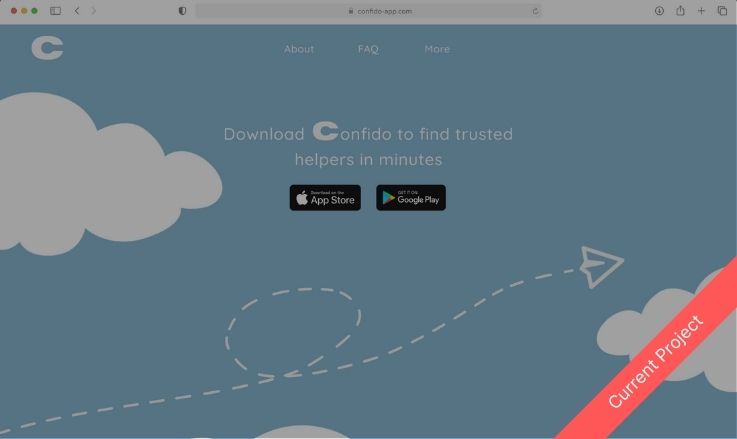 confido-app.com
C
About FAQ More
Download Confido to find trusted
helpers in minutes
Download on the
App Store
GET IT ON
Google Play
Current Project